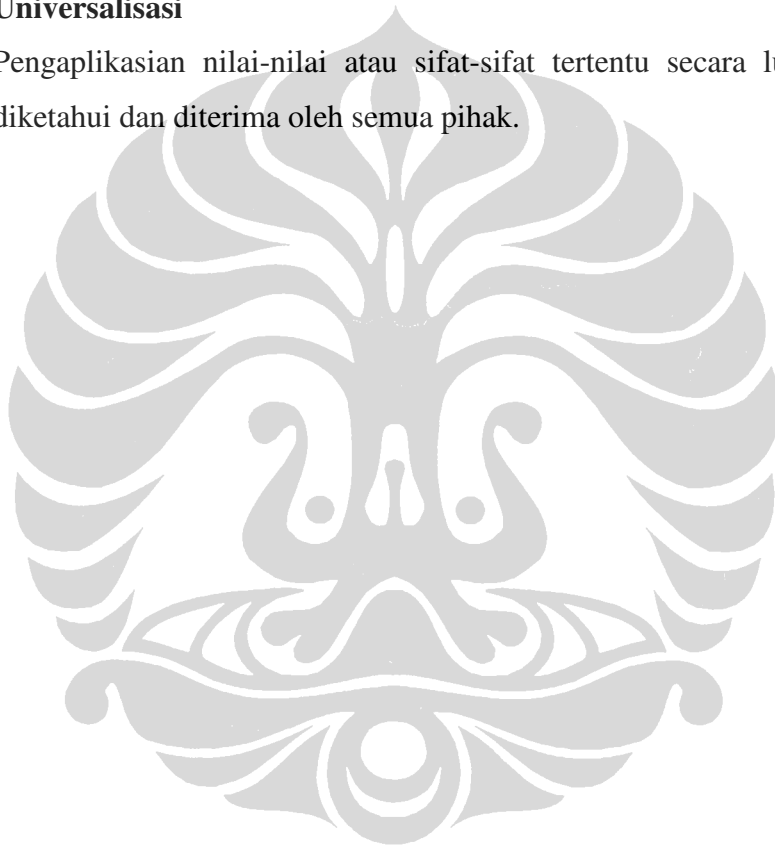 Universalisasi
Pengaplikasian nilai-nilai atau sifat-sifat tertentu secara
diketahui dan diterima oleh semua pihak.